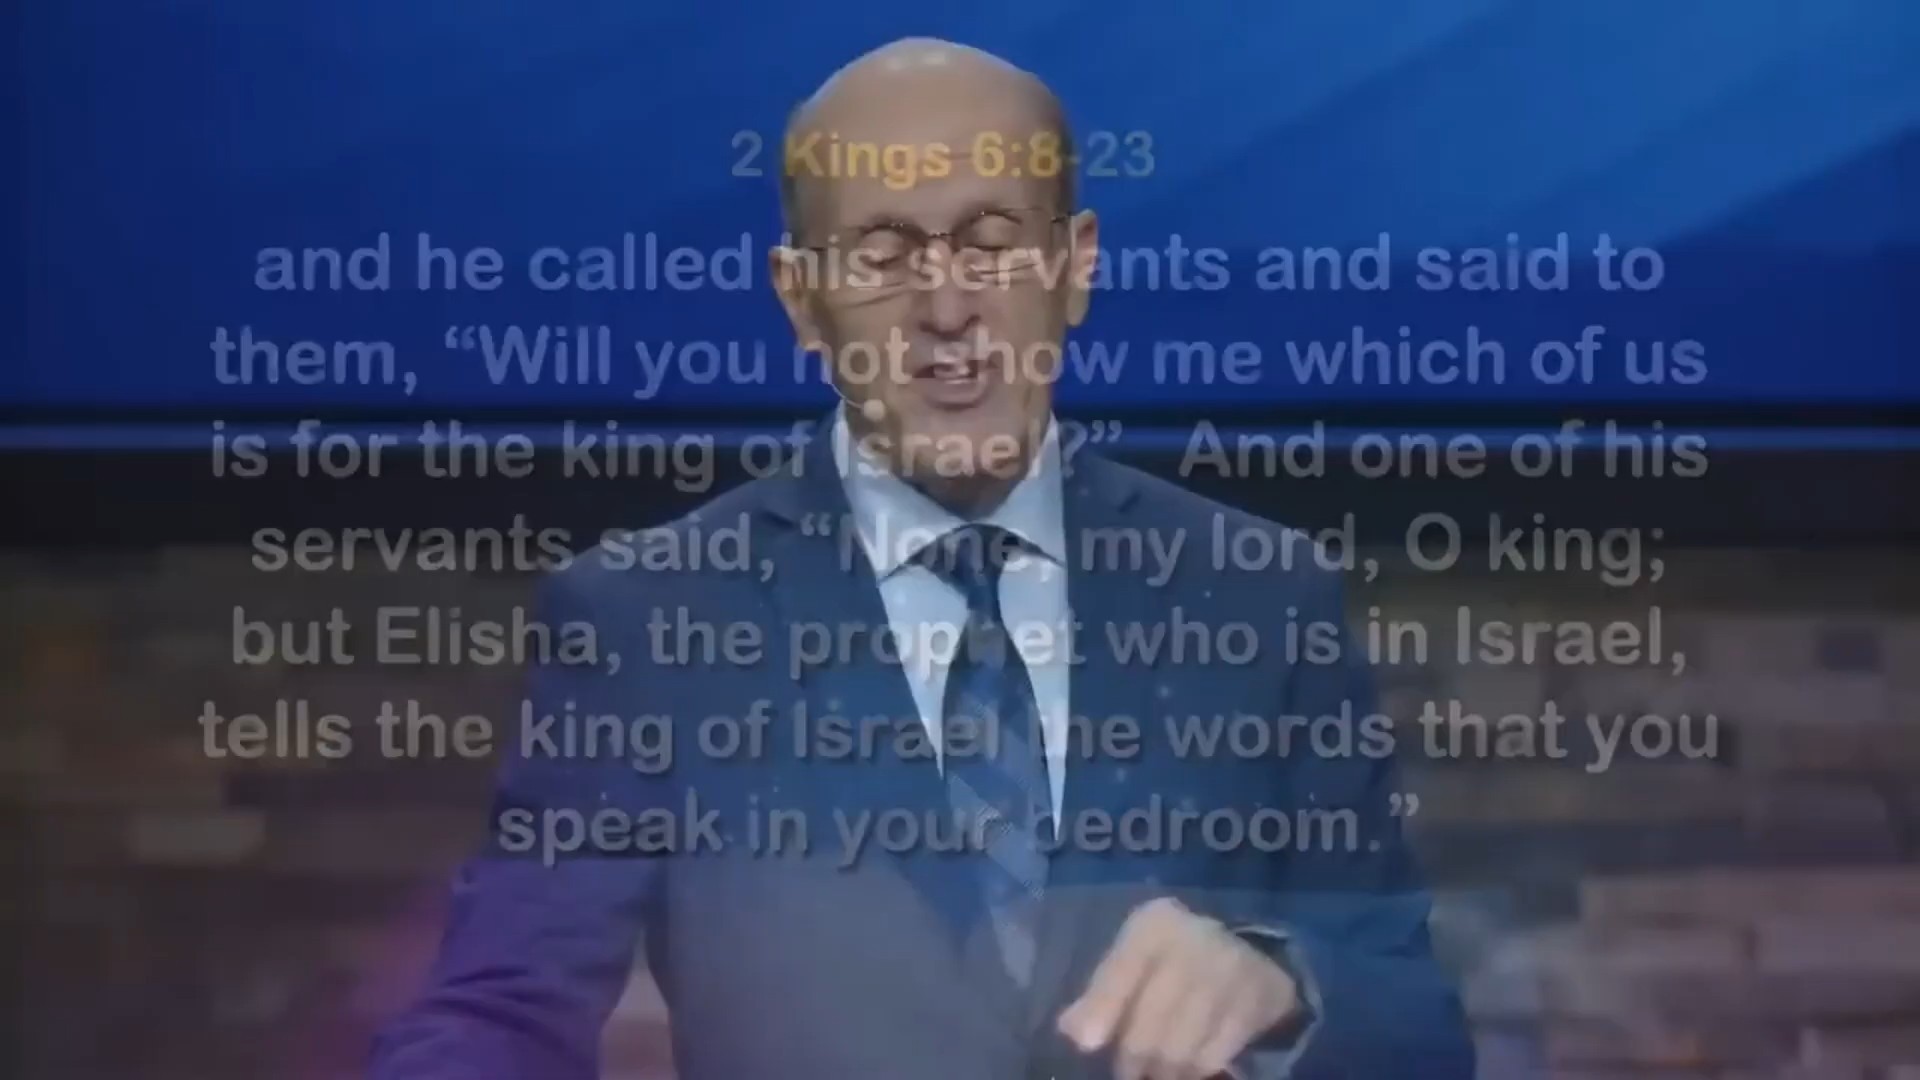 2 Kings 6:8-23
and he called his servants and said to
them, “Will you not show me which of us
is for the king of Israel?” And one of his
servants said, “None, my lord, O king;
but Elisha, the prophet who is in Israel,
tells the king of Israel the words that you
speak in your bedroom.”